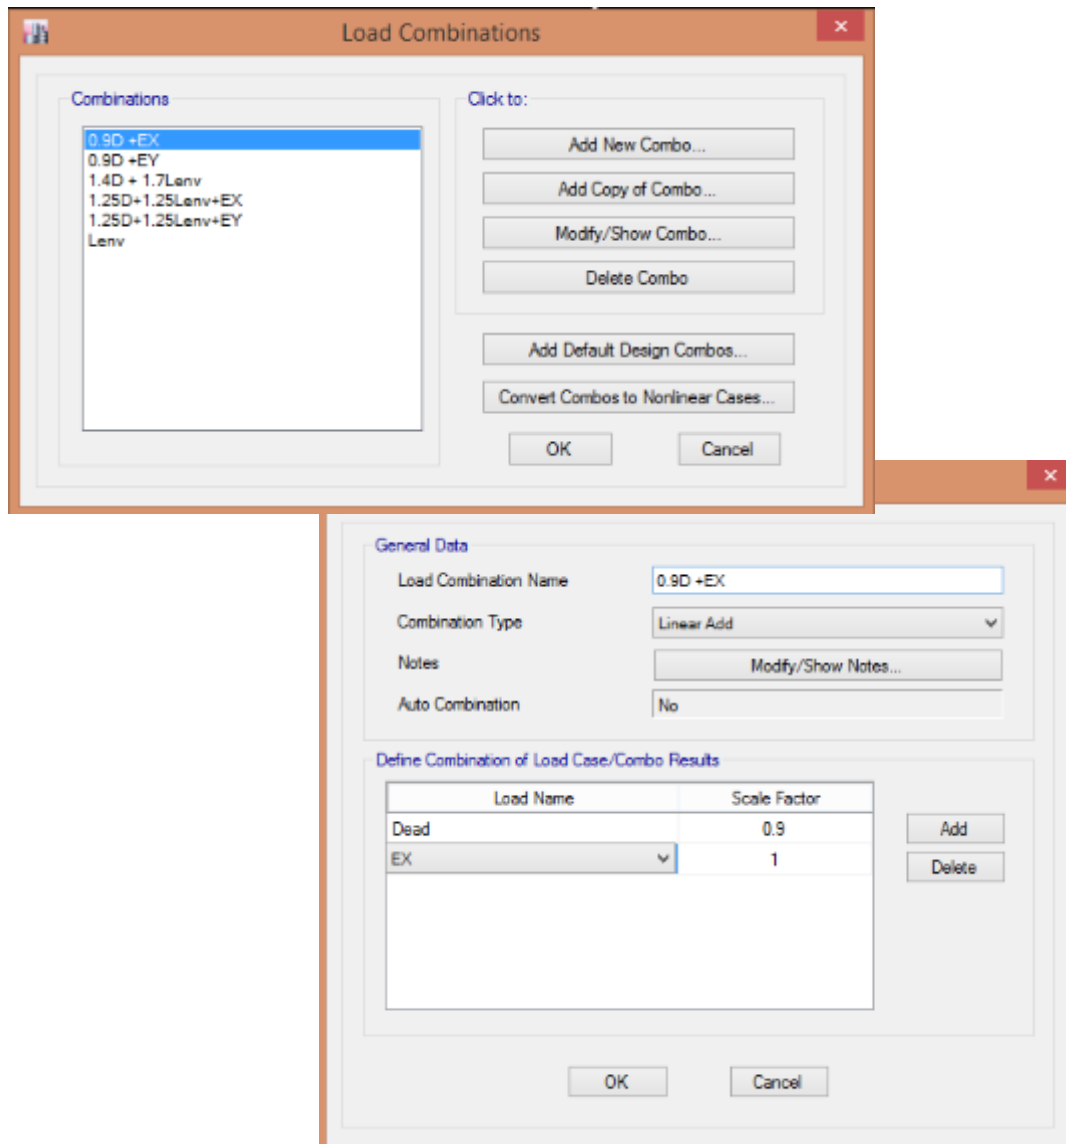 Load Combinations
Combinations
0.9D +EX
0.9D +EY
1.4D + 1.7Lenv
1.25D+1.25Lenv+EX
1.25D+1.25Lenv+EY
Lenv
Click to:
Add New Combo...
Add Copy of Combo...
Modify/Show Combo...
Delete Combo
Add Default Design Combos...
Convert Combos to Nonlinear Cases...
OK Cancel
General Data
Load Combination Name 0.9D +EX
Combination Type Linear Add
Notes Modify/Show Notes...
Auto Combination No
Define Combination of Load Case/Combo Results
Load Name Scale Factor
Dead 0.9 Add
EX 1 Delete
OK Cancel